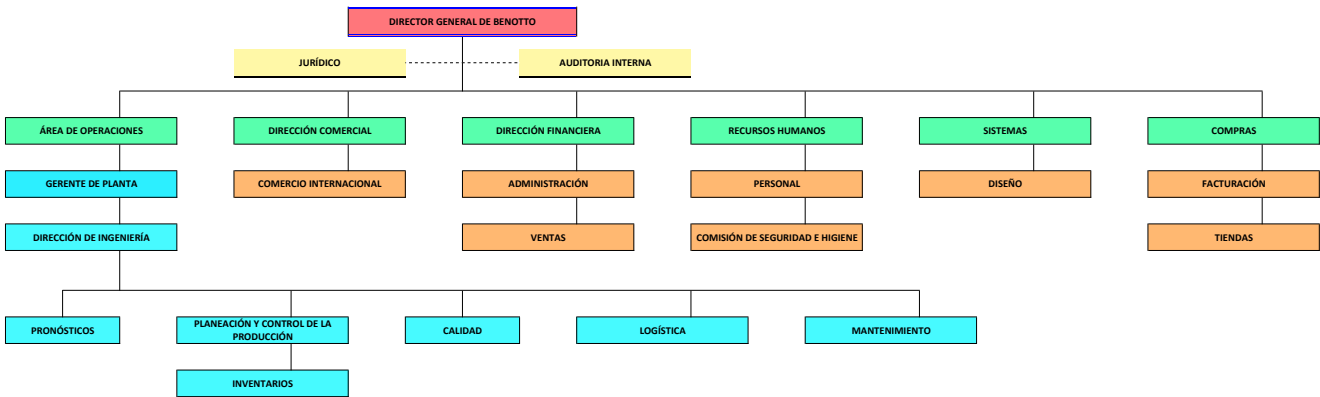 DIRECTOR GENERAL DE BENOTTO
JURÍDICO
AUDITORIA INTERNA
ÁREA DE OPERACIONES
DIRECCIÓN COMERCIAL
DIRECCIÓN FINANCIERA
RECURSOS HUMANOS
SISTEMAS
COMPRAS
GERENTE DE PLANTA
COMERCIO INTERNACIONAL
ADMINISTRACIÓN
PERSONAL
DISEÑO
FACTURACIÓN
DIRECCIÓN DE INGENIERÍA
VENTAS
COMISIÓN DE SEGURIDAD E HIGIENE
TIENDAS
PRONÓSTICOS
PLANEACIÓN Y CONTROL DE LA
PRODUCCIÓN
CALIDAD
LOGÍSTICA
MANTENIMIENTO
INVENTARIOS